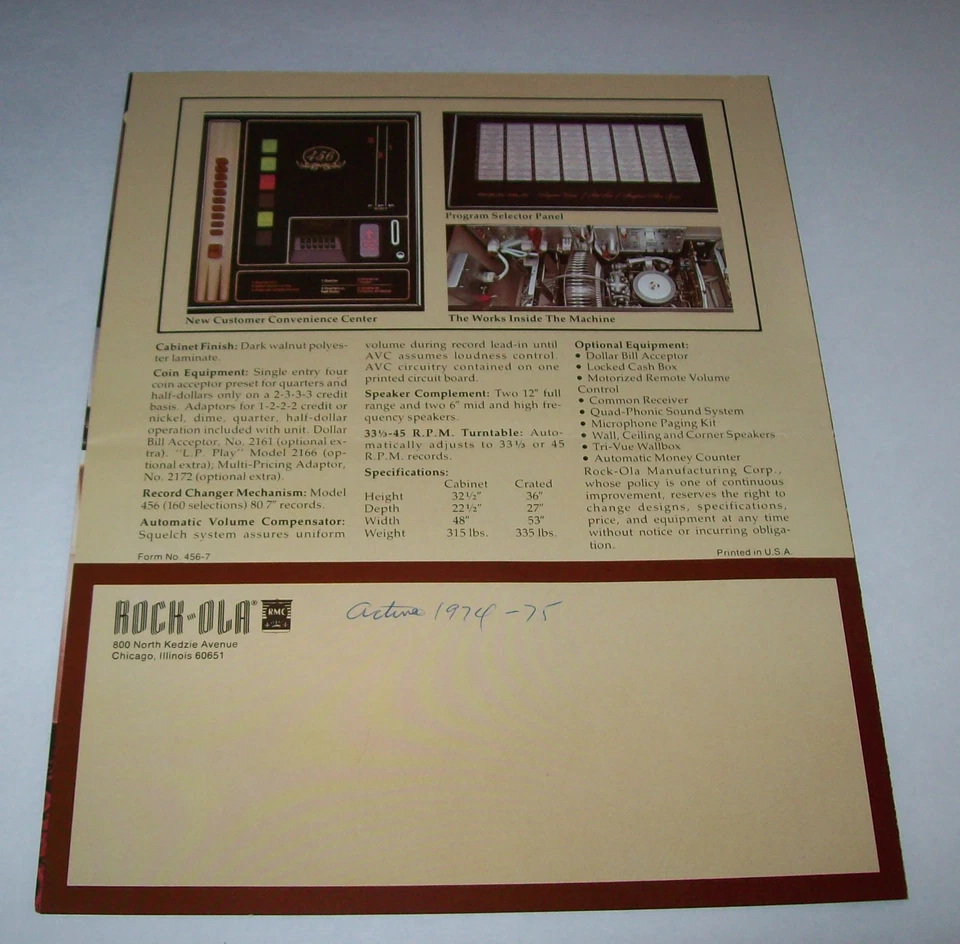 456
New Customer Convenience Center
Program Selector Panel
The Works Inside The Machine
Cabinet Finish: Dark walnut polyes-
ter laminate.
Coin Equipment: Single entry four
coin acceptor preset for quarters and
half-dollars only on a 2-3-3-3 credit
basis. Adaptors for 1-2-2-2 credit or
nickel, dime, quarter, half-dollar
operation included with unit. Dollar
Bill Acceptor, No. 2161 (optional ex-
tra). "L.P. Play" Model 2166 (op-
tional extra); Multi-Pricing Adaptor,
No. 2172 (optional extra).
Record Changer Mechanism: Model
456 (160 selections) 80 7" records.
Automatic Volume Compensator:
Squelch system assures uniform
volume during record lead-in until
AVC assumes loudness control.
AVC circuitry contained on one
printed circuit board.
Speaker Complement: Two 12" full
range and two 6" mid and high fre-
quency speakers.
33⅓-45 R.P.M. Turntable: Auto-
matically adjusts to 33⅓ or 45
R.P.M. records.
Specifications:
Cabinet Crated
Height 32½" 36"
Depth 22½" 27"
Width 48" 53"
Weight 315 lbs. 335 lbs.
Optional Equipment:
• Dollar Bill Acceptor
• Locked Cash Box
• Motorized Remote Volume
Control
• Common Receiver
• Quad-Phonic Sound System
• Microphone Paging Kit
• Wall, Ceiling and Corner Speakers
• Tri-Vue Wallbox
• Automatic Money Counter
Rock-Ola Manufacturing Corp.,
whose policy is one of continuous
improvement, reserves the right to
change designs, specifications,
price, and equipment at any time
without notice or incurring obliga-
tion.
Form No. 456-7
Printed in U.S.A.
ROCK-OLA® RMC
800 North Kedzie Avenue
Chicago, Illinois 60651
1974-75